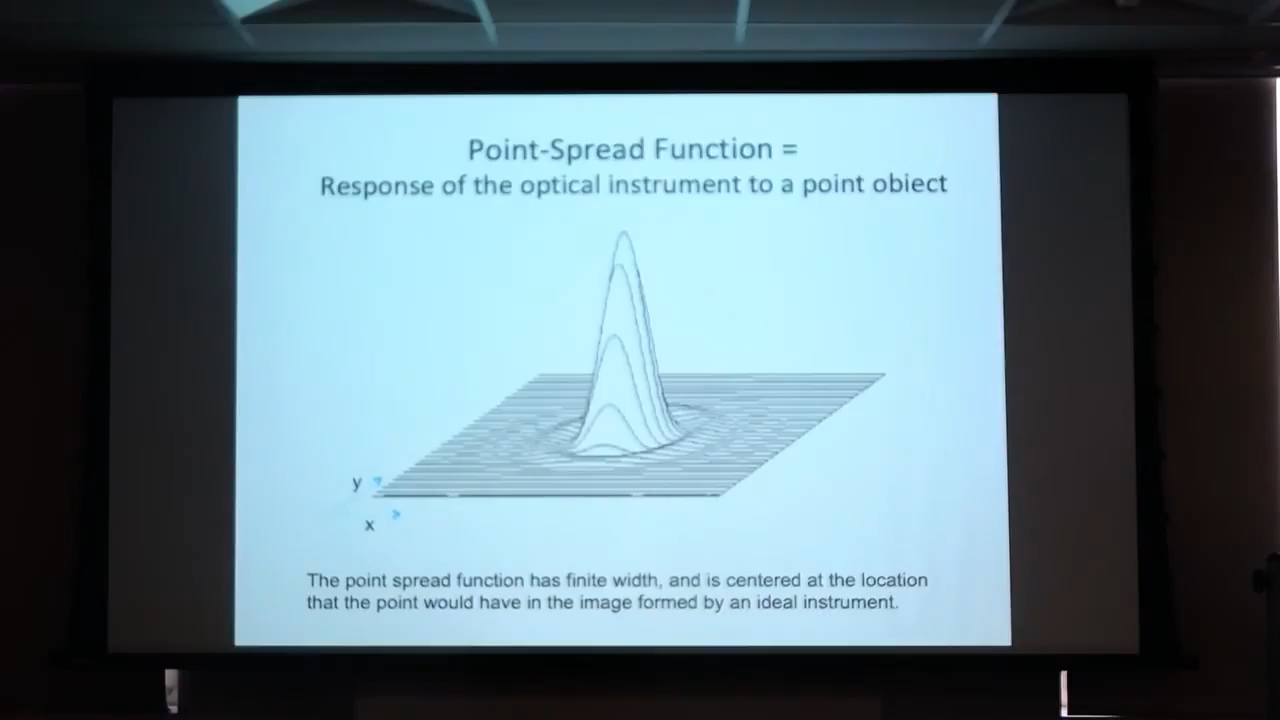 Point-Spread Function =
Response of the optical instrument to a point object
y
x
The point spread function has finite width, and is centered at the location
that the point would have in the image formed by an ideal instrument.